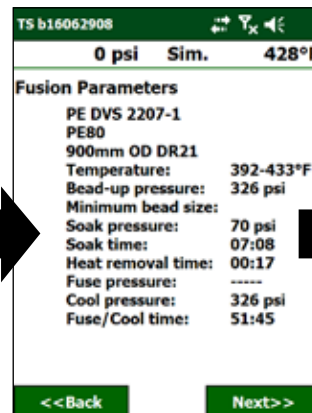 TS b16062908
0 psi Sim. 428°F
Fusion Parameters
PE DVS 2207-1
PE80
900mm OD DR21
Temperature: 392-433°F
Bead-up pressure: 326 psi
Minimum bead size:
Soak pressure: 70 psi
Soak time: 07:08
Heat removal time: 00:17
Fuse pressure: -----
Cool pressure: 326 psi
Fuse/Cool time: 51:45
<<Back Next>>